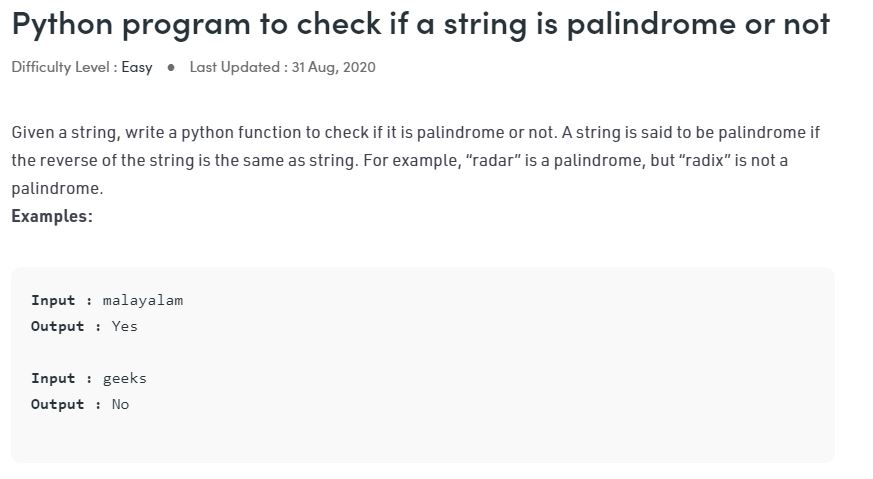 Python program to check if a string is palindrome or not
Difficulty Level : Easy ● Last Updated : 31 Aug, 2020
Given a string, write a python function to check if it is palindrome or not. A string is said to be palindrome if
the reverse of the string is the same as string. For example, “radar” is a palindrome, but “radix” is not a
palindrome.
Examples:
Input : malayalam
Output : Yes
Input : geeks
Output : No